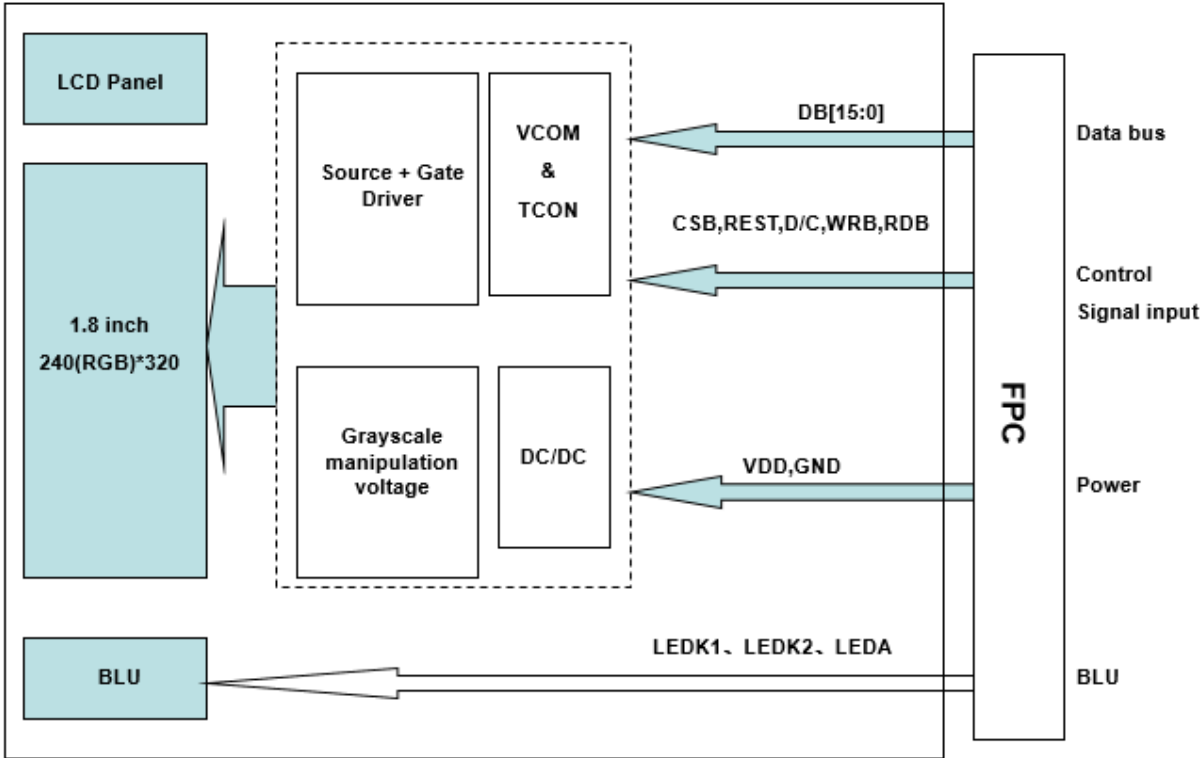 LCD Panel
1.8 inch
240(RGB)*320
BLU
Source + Gate
Driver
VCOM
&
TCON
Grayscale
manipulation
voltage
DC/DC
DB[15:0]
CSB,REST,D/C,WRB,RDB
VDD,GND
LEDK1、LEDK2、LEDA
FPC
Data bus
Control
Signal input
Power
BLU